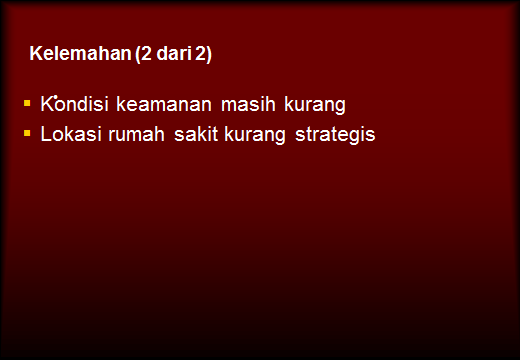 Kelemahan (2 dari 2)
▪ Kondisi keamanan masih kurang
▪ Lokasi rumah sakit kurang strategis